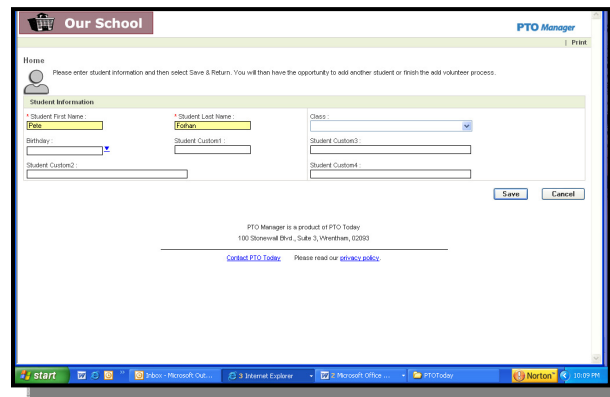 Our School
PTO Manager
| Print
Home
Please enter student information and then select Save & Return. You will than have the opportunity to add another student or finish the add volunteer process.
Student Information
* Student First Name : * Student Last Name : Class :
Pete Forhan
Birthday : Student Custom1 : Student Custom3 :
Student Custom2 : Student Custom4 :
Save Cancel
PTO Manager is a product of PTO Today
100 Stonewall Blvd., Suite 3, Wrentham, 02093
Contact PTO Today Please read our privacy policy.
start Inbox - Microsoft Out... 3 Internet Explorer 2 Microsoft Office ... PTOToday Norton™ 10:09 PM